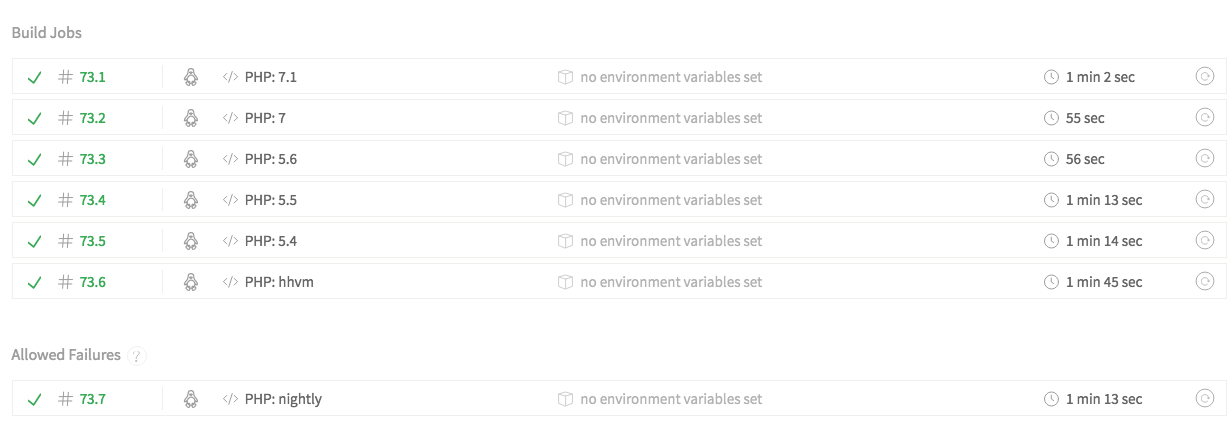 Build Jobs
# 73.1 </> PHP: 7.1 no environment variables set 1 min 2 sec
# 73.2 </> PHP: 7 no environment variables set 55 sec
# 73.3 </> PHP: 5.6 no environment variables set 56 sec
# 73.4 </> PHP: 5.5 no environment variables set 1 min 13 sec
# 73.5 </> PHP: 5.4 no environment variables set 1 min 14 sec
# 73.6 </> PHP: hhvm no environment variables set 1 min 45 sec
Allowed Failures ?
# 73.7 </> PHP: nightly no environment variables set 1 min 13 sec